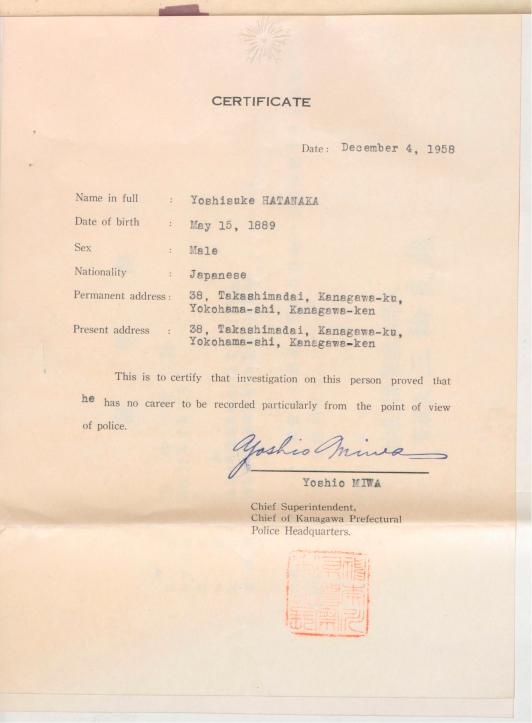 CERTIFICATE
Date: December 4, 1958
Name in full : Yoshisuke HATANAKA
Date of birth : May 15, 1889
Sex : Male
Nationality : Japanese
Permanent address: 38, Takashimadai, Kanagawa-ku,
Yokohama-shi, Kanagawa-ken
Present address : 38, Takashimadai, Kanagawa-ku,
Yokohama-shi, Kanagawa-ken
This is to certify that investigation on this person proved that
he has no career to be recorded particularly from the point of view
of police.
Yoshio Miwa
Yoshio MIWA
Chief Superintendent,
Chief of Kanagawa Prefectural
Police Headquarters.